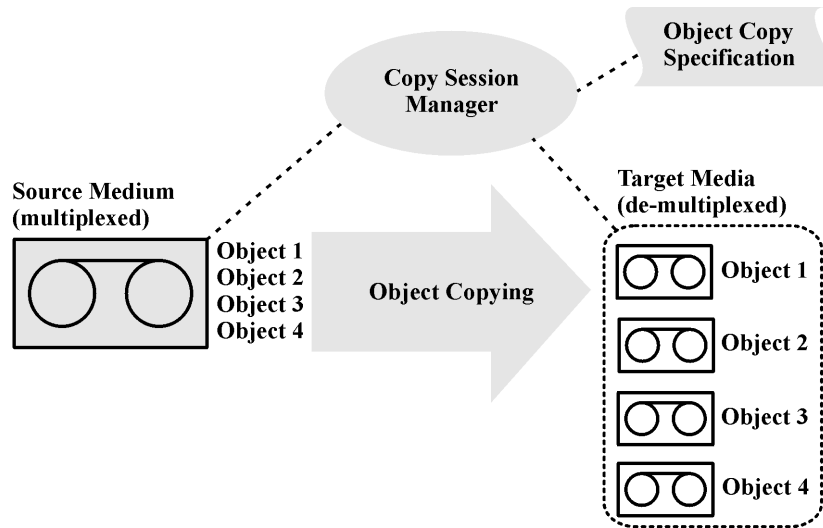 Object Copy
Specification
Copy Session
Manager
Source Medium
(multiplexed)
Target Media
(de-multiplexed)
Object 1
Object 2
Object 3
Object 4
Object Copying
Object 1
Object 2
Object 3
Object 4